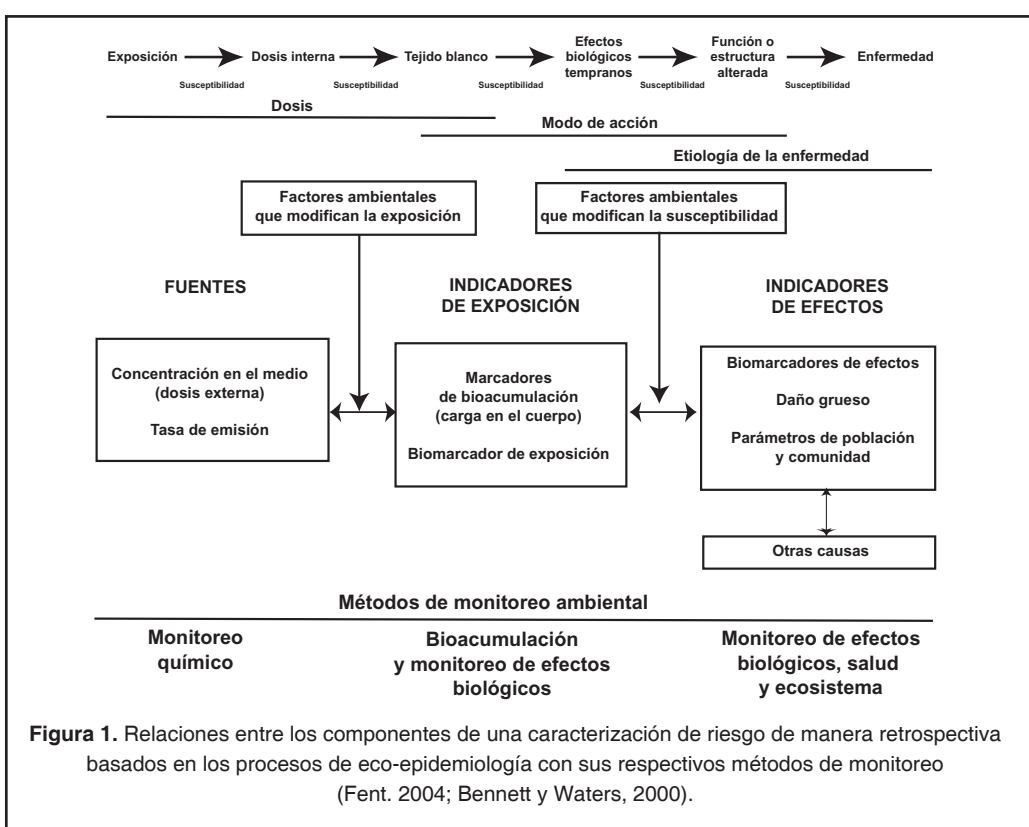 Exposición
Dosis interna
Tejido blanco
Efectos
biológicos
tempranos
Función o
estructura
alterada
Enfermedad
Susceptibilidad
Susceptibilidad
Susceptibilidad
Susceptibilidad
Susceptibilidad
Dosis
Modo de acción
Etiología de la enfermedad
Factores ambientales
que modifican la exposición
Factores ambientales
que modifican la susceptibilidad
FUENTES
INDICADORES
DE EXPOSICIÓN
INDICADORES
DE EFECTOS
Concentración en el medio
(dosis externa)
Tasa de emisión
Marcadores
de bioacumulación
(carga en el cuerpo)
Biomarcador de exposición
Biomarcadores de efectos
Daño grueso
Parámetros de población
y comunidad
Otras causas
Métodos de monitoreo ambiental
Monitoreo
químico
Bioacumulación
y monitoreo de efectos
biológicos
Monitoreo de efectos
biológicos, salud
y ecosistema
Figura 1. Relaciones entre los componentes de una caracterización de riesgo de manera retrospectiva
basados en los procesos de eco-epidemiología con sus respectivos métodos de monitoreo
(Fent. 2004; Bennett y Waters, 2000).